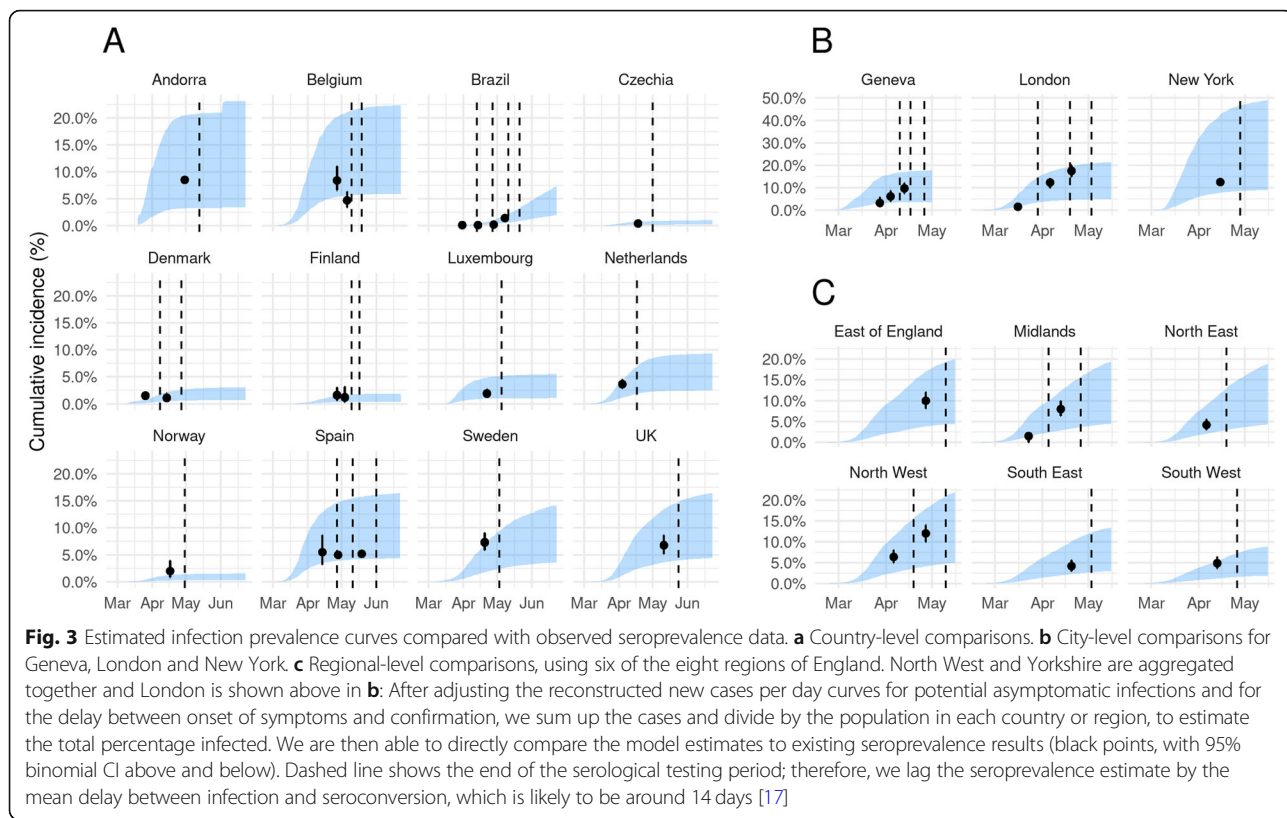 A
B
Andorra Belgium Brazil Czechia
Geneva London New York
20.0%
15.0%
10.0%
5.0%
0.0%
50.0%
40.0%
30.0%
20.0%
10.0%
0.0%
Mar Apr May Mar Apr May Mar Apr May
Cumulative incidence (%)
Denmark Finland Luxembourg Netherlands
20.0%
15.0%
10.0%
5.0%
0.0%
C
East of England Midlands North East
20.0%
15.0%
10.0%
5.0%
0.0%
Norway Spain Sweden UK
20.0%
15.0%
10.0%
5.0%
0.0%
Mar Apr May Jun Mar Apr May Jun Mar Apr May Jun Mar Apr May Jun
North West South East South West
20.0%
15.0%
10.0%
5.0%
0.0%
Mar Apr May Mar Apr May Mar Apr May
Fig. 3 Estimated infection prevalence curves compared with observed seroprevalence data. a Country-level comparisons. b City-level comparisons for
Geneva, London and New York. c Regional-level comparisons, using six of the eight regions of England. North West and Yorkshire are aggregated
together and London is shown above in b: After adjusting the reconstructed new cases per day curves for potential asymptomatic infections and for
the delay between onset of symptoms and confirmation, we sum up the cases and divide by the population in each country or region, to estimate
the total percentage infected. We are then able to directly compare the model estimates to existing seroprevalence results (black points, with 95%
binomial CI above and below). Dashed line shows the end of the serological testing period; therefore, we lag the seroprevalence estimate by the
mean delay between infection and seroconversion, which is likely to be around 14 days [17]